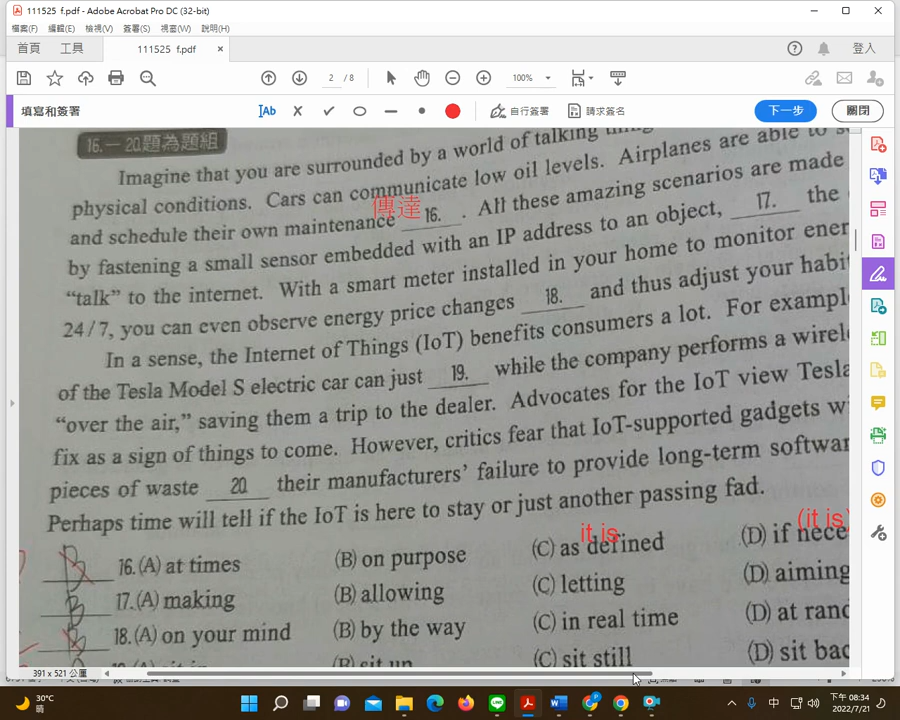 111525 f.pdf - Adobe Acrobat Pro DC (32-bit)
檔案(F) 編輯(E) 檢視(V) 簽署(S) 視窗(W) 說明(H)
首頁 工具 111525 f.pdf × 登入
2 / 8 100%
填寫和簽署 自行簽署 請求簽名 下一步 關閉
16.－20.題為題組
Imagine that you are surrounded by a world of talking
physical conditions. Cars can communicate low oil levels. Airplanes are able to
傳達
and schedule their own maintenance 16. . All these amazing scenarios are made
by fastening a small sensor embedded with an IP address to an object, 17. the
“talk” to the internet. With a smart meter installed in your home to monitor ener
24/7, you can even observe energy price changes 18. and thus adjust your habi
In a sense, the Internet of Things (IoT) benefits consumers a lot. For exampl
of the Tesla Model S electric car can just 19. while the company performs a wirel
“over the air,” saving them a trip to the dealer. Advocates for the IoT view Tesla
fix as a sign of things to come. However, critics fear that IoT-supported gadgets w
pieces of waste 20. their manufacturers’ failure to provide long-term softwar
Perhaps time will tell if the IoT is here to stay or just another passing fad.
it is (it is)
B 16.(A) at times (B) on purpose (C) as defined (D) if nece
B 17.(A) making (B) allowing (C) letting (D) aiming
B 18.(A) on your mind (B) by the way (C) in real time (D) at rand
(B) sit up (C) sit still (D) sit bac
391 x 521 公釐
30°C
晴
中
下午 08:34
2022/7/21